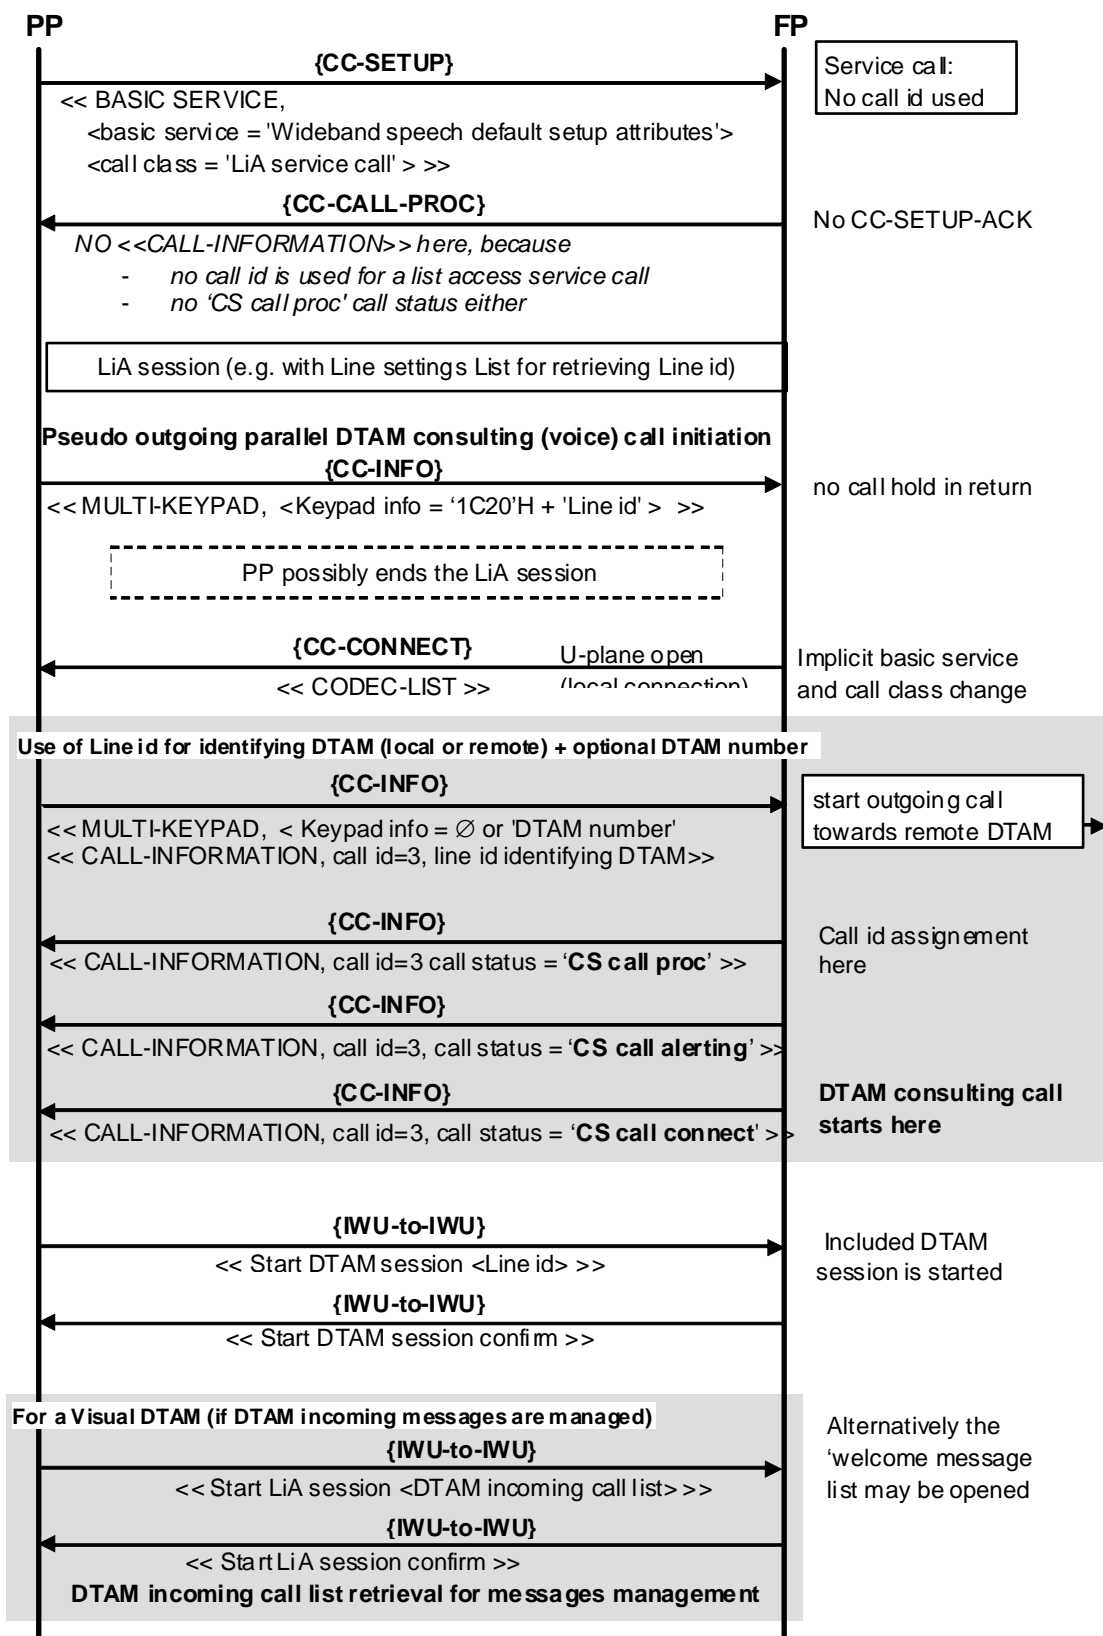 PP
FP
{CC-SETUP}
Service call:
No call id used
<< BASIC SERVICE,
<basic service = 'Wideband speech default setup attributes'>
<call class = 'LiA service call' > >>
{CC-CALL-PROC}
No CC-SETUP-ACK
NO <<CALL-INFORMATION>> here, because
- no call id is used for a list access service call
- no ‘CS call proc' call status either
LiA session (e.g. with Line settings List for retrieving Line id)
Pseudo outgoing parallel DTAM consulting (voice) call initiation
{CC-INFO}
no call hold in return
<< MULTI-KEYPAD, <Keypad info = ‘1C20’H + 'Line id' > >>
PP possibly ends the LiA session
{CC-CONNECT}
U-plane open
(local connection)
<< CODEC-LIST >>
Implicit basic service
and call class change
Use of Line id for identifying DTAM (local or remote) + optional DTAM number
{CC-INFO}
start outgoing call
towards remote DTAM
<< MULTI-KEYPAD, < Keypad info = ∅ or 'DTAM number'
<< CALL-INFORMATION, call id=3, line id identifying DTAM>>
{CC-INFO}
Call id assignement
here
<< CALL-INFORMATION, call id=3 call status = ‘CS call proc’ >>
{CC-INFO}
<< CALL-INFORMATION, call id=3, call status = ‘CS call alerting’ >>
{CC-INFO}
DTAM consulting call
starts here
<< CALL-INFORMATION, call id=3, call status = ‘CS call connect’ >>
{IWU-to-IWU}
Included DTAM
session is started
<< Start DTAM session <Line id> >>
{IWU-to-IWU}
<< Start DTAM session confirm >>
For a Visual DTAM (if DTAM incoming messages are managed)
{IWU-to-IWU}
Alternatively the
‘welcome message
list may be opened
<< Start LiA session <DTAM incoming call list> >>
{IWU-to-IWU}
<< Start LiA session confirm >>
DTAM incoming call list retrieval for messages management